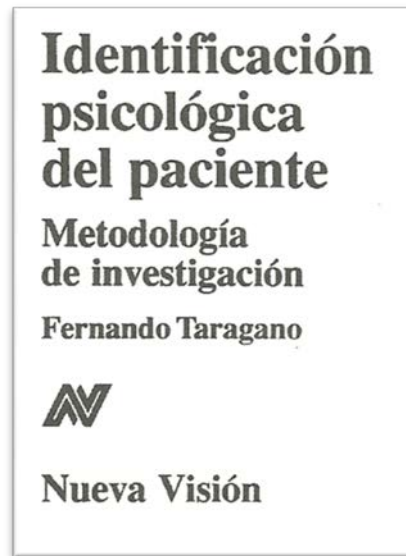 Identificación
psicológica
del paciente
Metodología
de investigación
Fernando Taragano
Nueva Visión